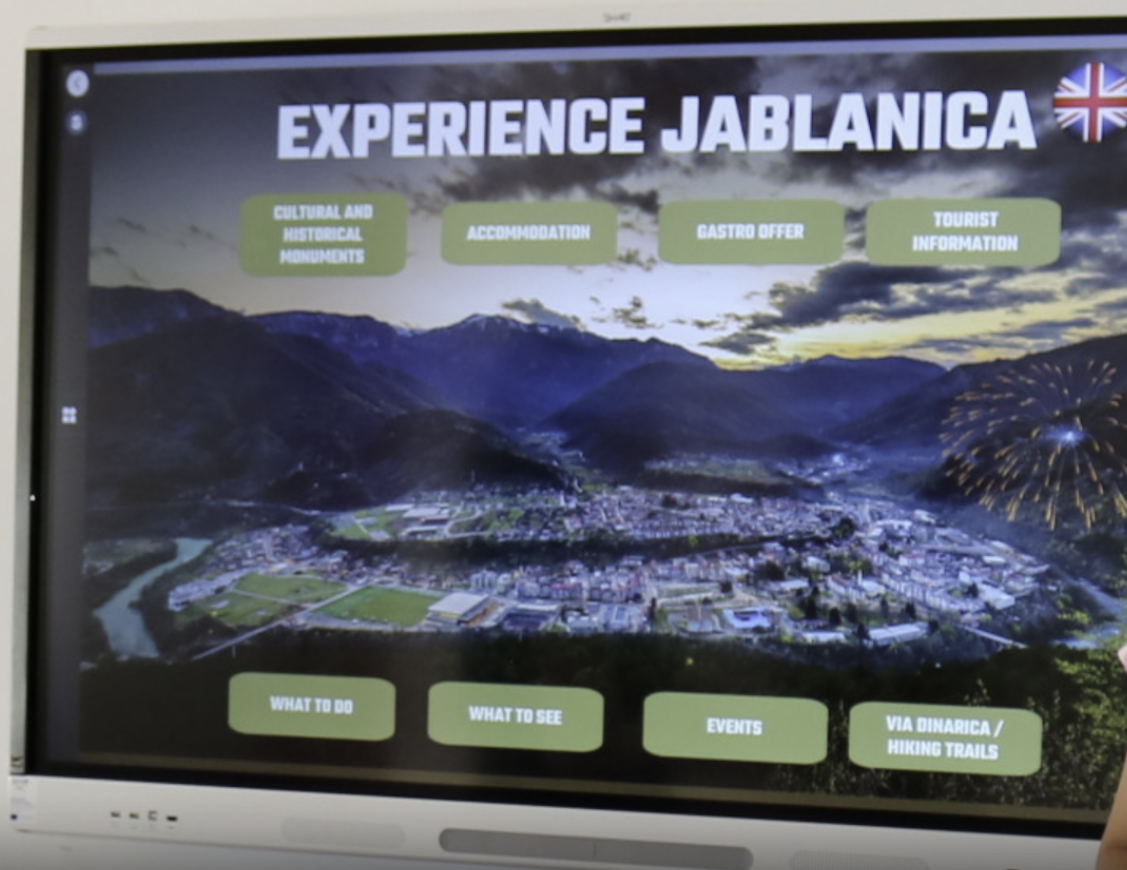 SMART
EXPERIENCE JABLANICA
CULTURAL AND
HISTORICAL
MONUMENTS
ACCOMMODATION
GASTRO OFFER
TOURIST
INFORMATION
WHAT TO DO
WHAT TO SEE
EVENTS
VIA DINARICA /
HIKING TRAILS